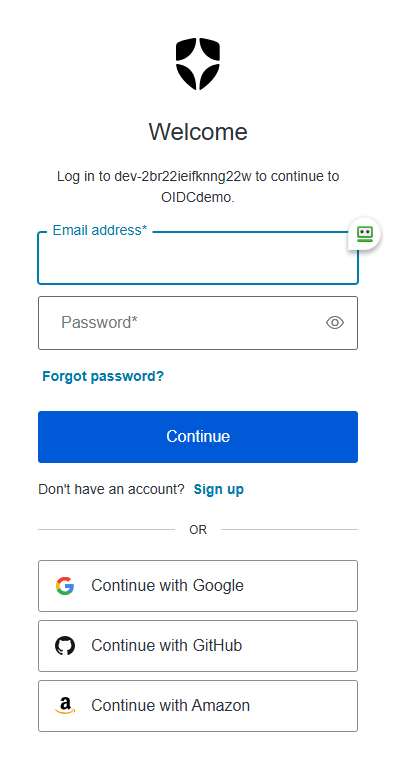 Welcome
Log in to dev-2br22ieifknng22w to continue to
OIDCdemo.
Email address*
Password*
Forgot password?
Continue
Don't have an account? Sign up
OR
Continue with Google
Continue with GitHub
Continue with Amazon